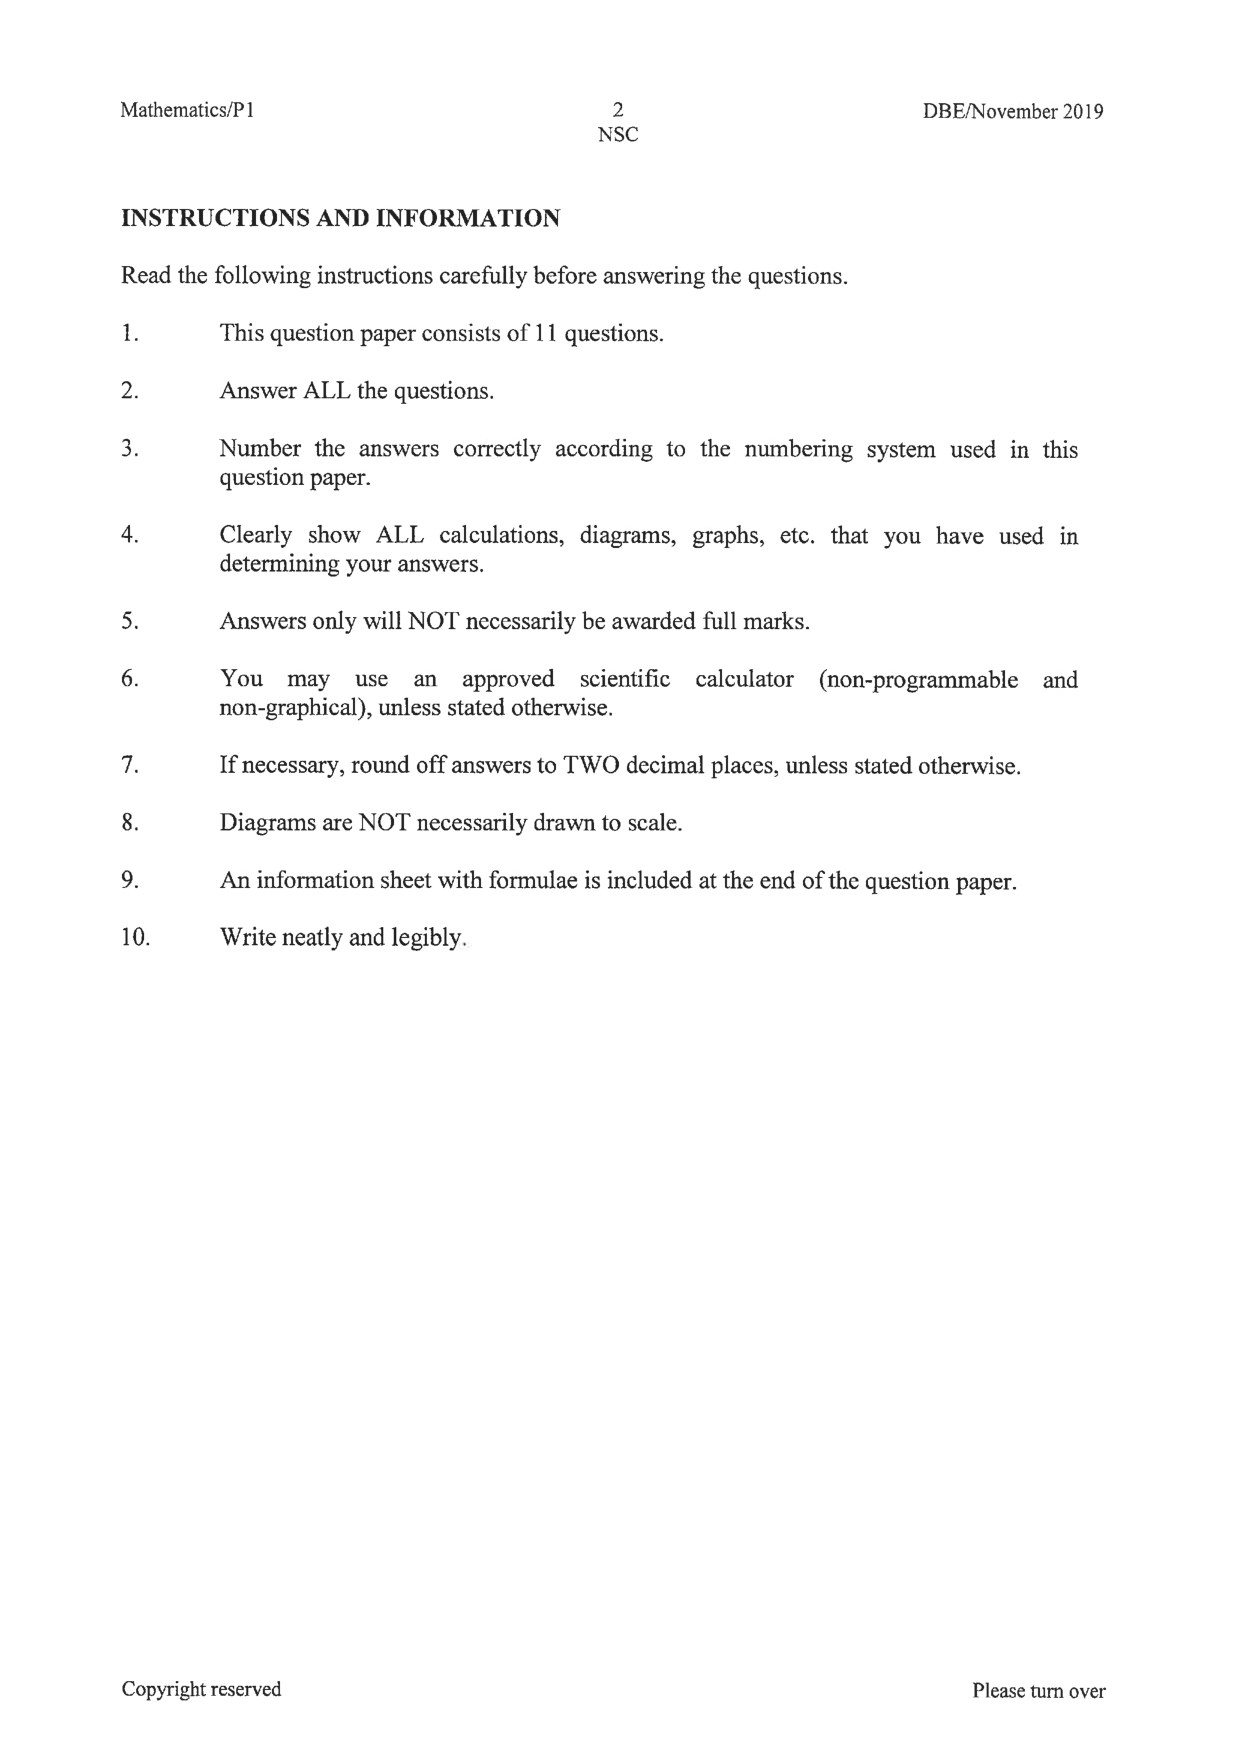 Mathematics/P1 2 DBE/November 2019
NSC
INSTRUCTIONS AND INFORMATION
Read the following instructions carefully before answering the questions.
1. This question paper consists of 11 questions.
2. Answer ALL the questions.
3. Number the answers correctly according to the numbering system used in this
question paper.
4. Clearly show ALL calculations, diagrams, graphs, etc. that you have used in
determining your answers.
5. Answers only will NOT necessarily be awarded full marks.
6. You may use an approved scientific calculator (non-programmable and
non-graphical), unless stated otherwise.
7. If necessary, round off answers to TWO decimal places, unless stated otherwise.
8. Diagrams are NOT necessarily drawn to scale.
9. An information sheet with formulae is included at the end of the question paper.
10. Write neatly and legibly.
Copyright reserved Please turn over